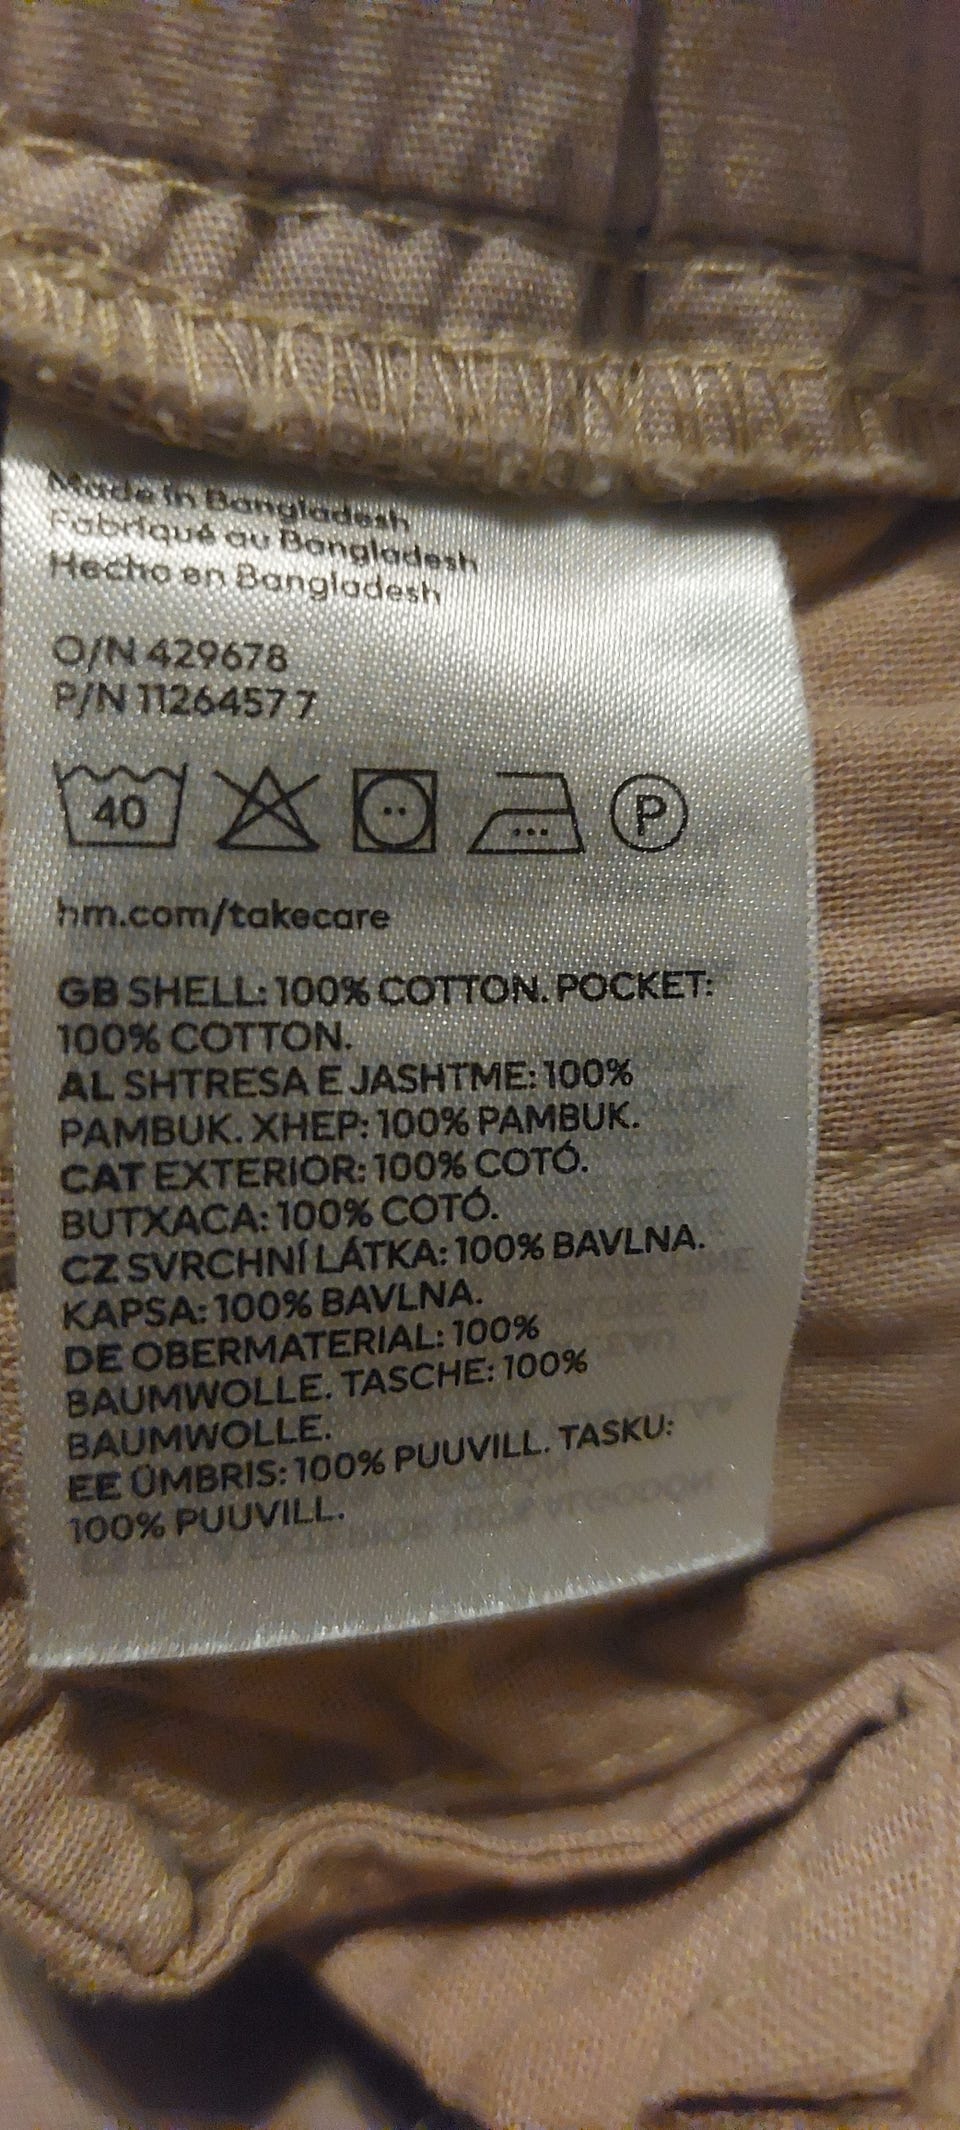 Made in Bangladesh
Fabriqué au Bangladesh
Hecho en Bangladesh
O/N 429678
P/N 11264577
40 P
hm.com/takecare
GB SHELL: 100% COTTON. POCKET:
100% COTTON.
AL SHTRESA E JASHTME: 100%
PAMBUK. XHEP: 100% PAMBUK.
CAT EXTERIOR: 100% COTÓ.
BUTXACA: 100% COTÓ.
CZ SVRCHNÍ LÁTKA: 100% BAVLNA.
KAPSA: 100% BAVLNA.
DE OBERMATERIAL: 100%
BAUMWOLLE. TASCHE: 100%
BAUMWOLLE.
EE ÜMBRIS: 100% PUUVILL. TASKU:
100% PUUVILL.